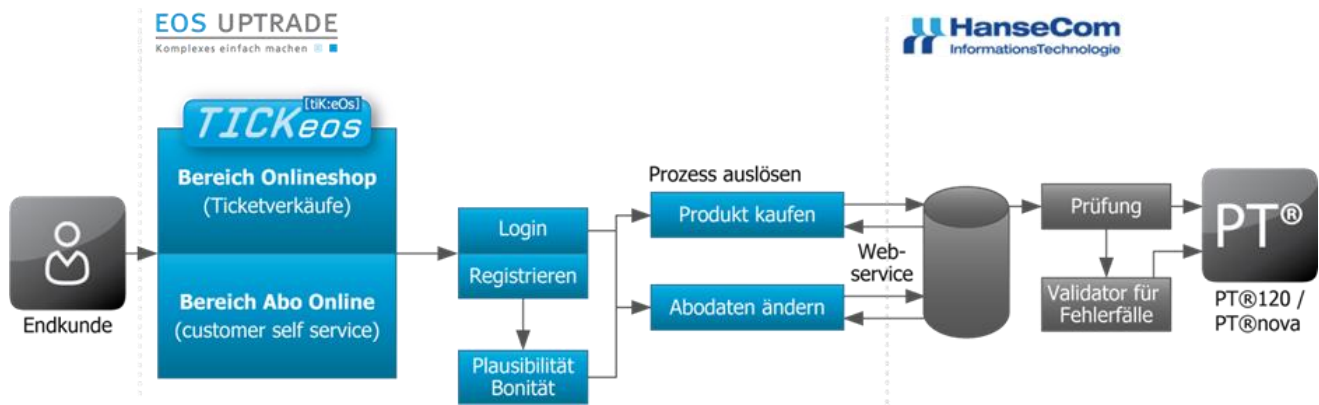 EOS UPTRADE
Komplexes einfach machen
HanseCom
InformationsTechnologie
[tiK:eOs]
TICKeos
Bereich Onlineshop
(Ticketverkäufe)
Bereich Abo Online
(customer self service)
Endkunde
Login
Registrieren
Plausibilität
Bonität
Prozess auslösen
Produkt kaufen
Web-
service
Abodaten ändern
Prüfung
Validator für
Fehlerfälle
PT®
PT®120 /
PT®nova